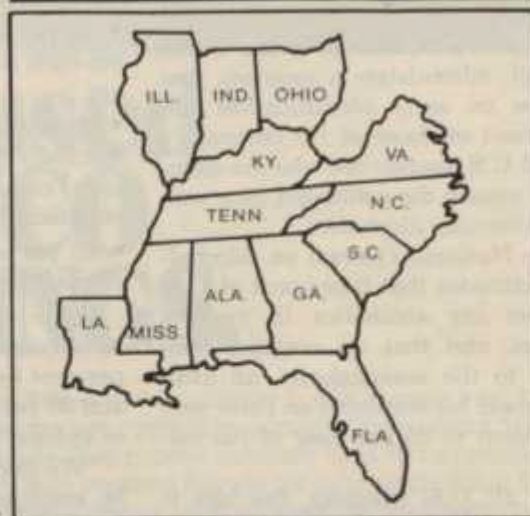 ILL. IND. OHIO
KY. VA.
TENN. N.C.
S.C.
LA. MISS. ALA. GA.
FLA.